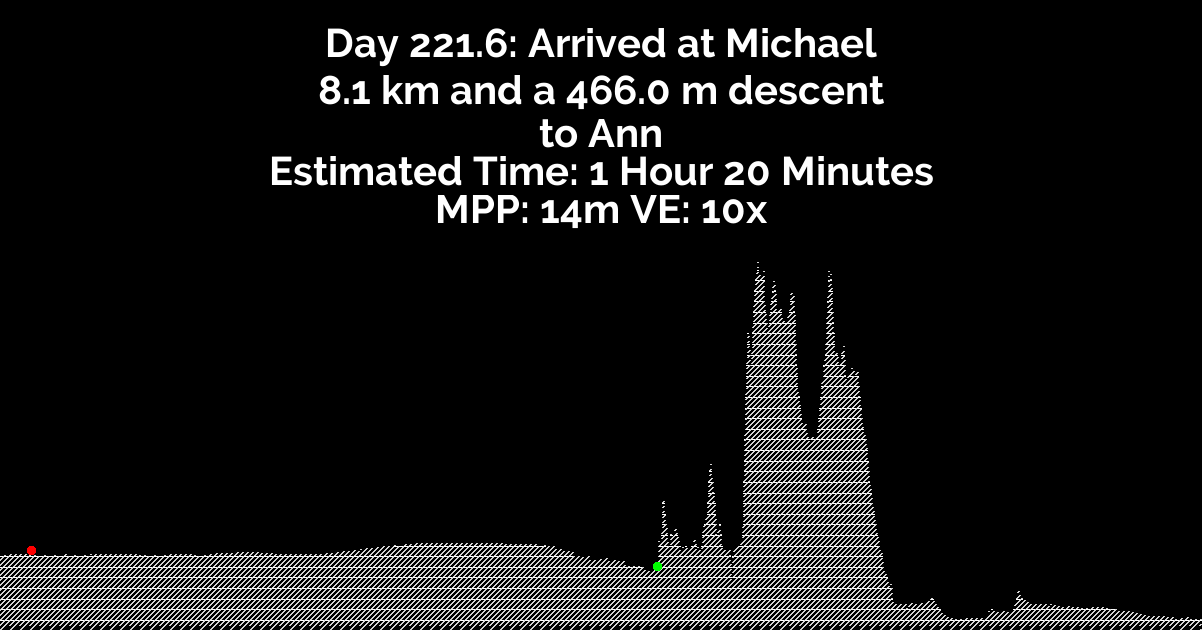 Day 221.6: Arrived at Michael
8.1 km and a 466.0 m descent
to Ann
Estimated Time: 1 Hour 20 Minutes
MPP: 14m VE: 10x